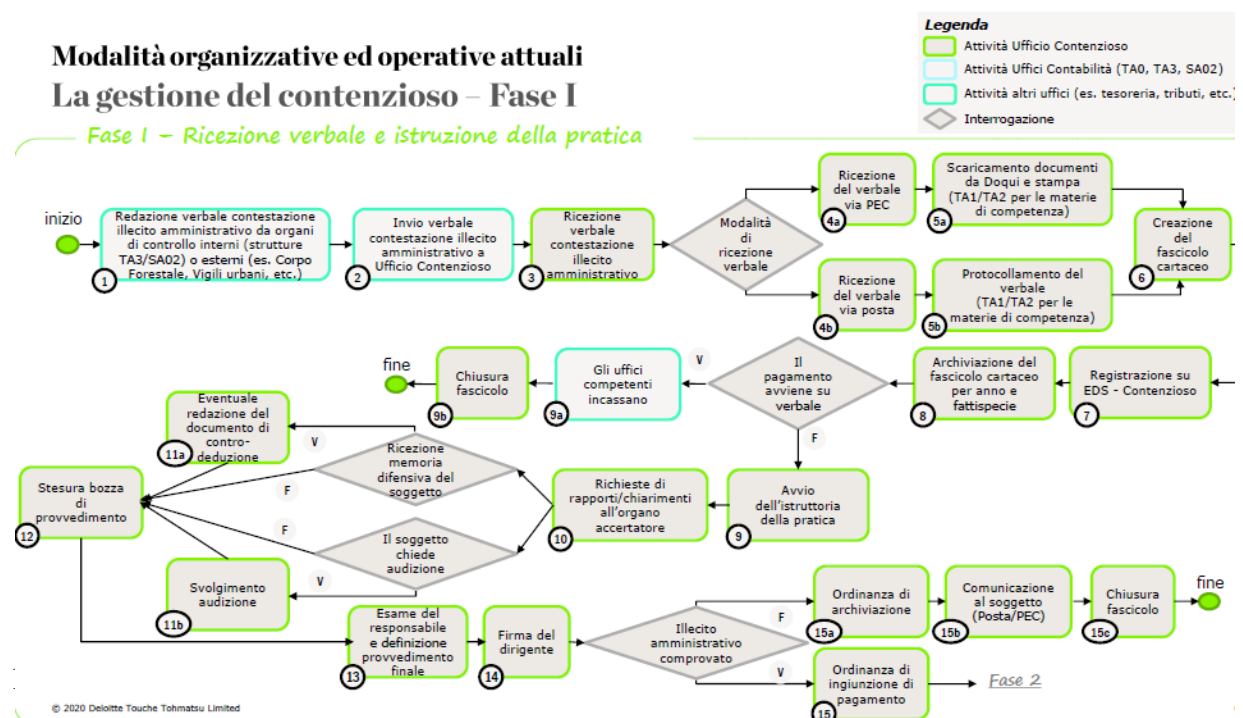 Modalità organizzative ed operative attuali
La gestione del contenzioso – Fase I
Legenda
Attività Ufficio Contenzioso
Attività Uffici Contabilità (TA0, TA3, SA02)
Attività altri uffici (es. tesoreria, tributi, etc.)
Interrogazione
Fase I – Ricezione verbale e istruzione della pratica
inizio
Redazione verbale contestazione
illecito amministrativo da organi
di controllo interni (strutture
TA3/SA02) o esterni (es. Corpo
Forestale, Vigili urbani, etc.)
1
Invio verbale
contestazione illecito
amministrativo a
Ufficio Contenzioso
2
Ricezione
verbale
contestazione
illecito
amministrativo
3
Modalità
di
ricezione
verbale
Ricezione
del verbale
via PEC
4a
Scaricamento documenti
da Doqui e stampa
(TA1/TA2 per le materie
di competenza)
5a
Ricezione
del verbale
via posta
4b
Protocollamento del
verbale
(TA1/TA2 per le
materie di competenza)
5b
Creazione
del
fascicolo
cartaceo
6
Registrazione su
EDS - Contenzioso
7
Archiviazione del
fascicolo cartaceo
per anno e
fattispecie
8
Il
pagamento
avviene su
verbale
V
F
Gli uffici
competenti
incassano
9a
Chiusura
fascicolo
9b
fine
Avvio
dell'istruttoria
della pratica
9
Richieste di
rapporti/chiarimenti
all'organo
accertatore
10
Ricezione
memoria
difensiva del
soggetto
V
F
Eventuale
redazione del
documento di
contro-
deduzione
11a
Il soggetto
chiede
audizione
F
V
Svolgimento
audizione
11b
Stesura bozza
di
provvedimento
12
Esame del
responsabile
e definizione
provvedimento
finale
13
Firma del
dirigente
14
Illecito
amministrativo
comprovato
F
V
Ordinanza di
archiviazione
15a
Comunicazione
al soggetto
(Posta/PEC)
15b
Chiusura
fascicolo
15c
fine
Ordinanza di
ingiunzione di
pagamento
15
Fase 2
© 2020 Deloitte Touche Tohmatsu Limited